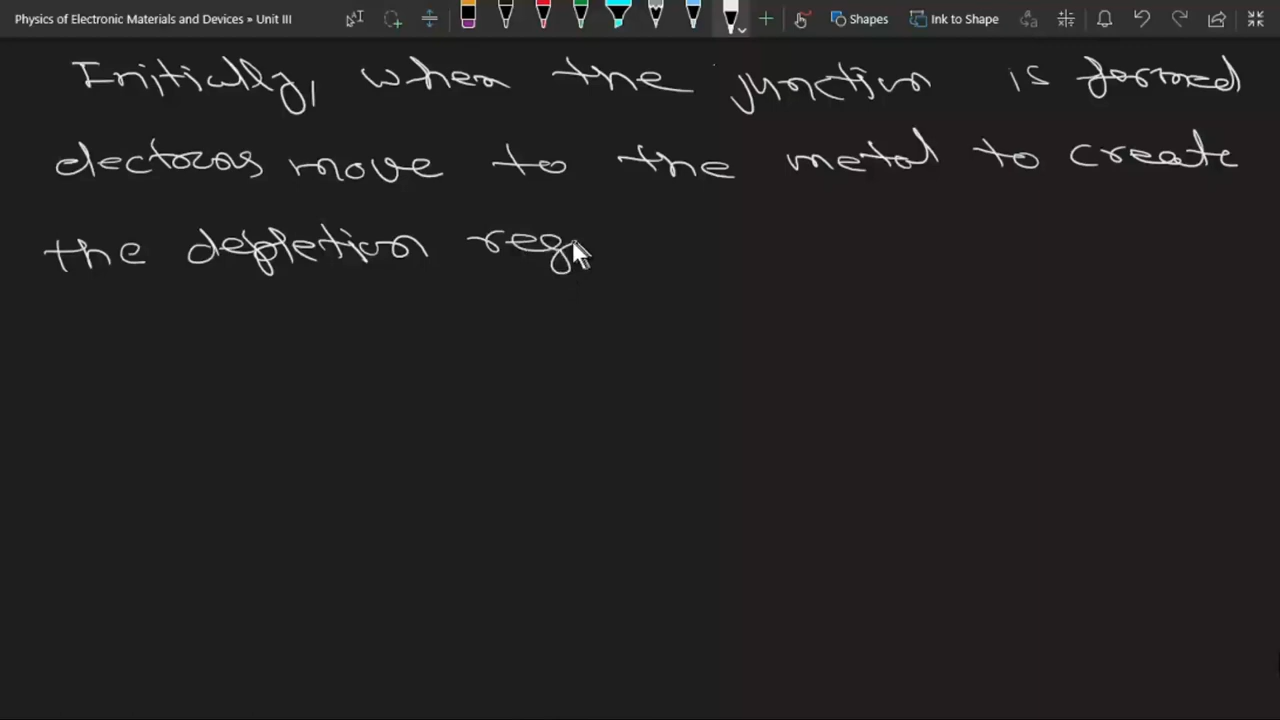 Physics of Electronic Materials and Devices » Unit III
Shapes
Ink to Shape
Initially, when the junction is formed
electrons move to the metal to create
the depletion reg